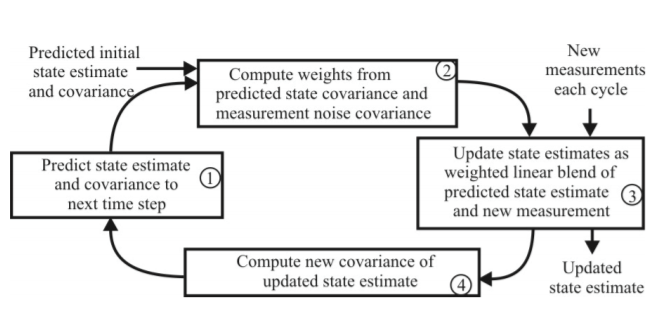 Predicted initial
state estimate
and covariance
Compute weights from
predicted state covariance and
measurement noise covariance
2
New
measurements
each cycle
Predict state estimate
and covariance to
next time step
1
Update state estimates as
weighted linear blend of
predicted state estimate
and new measurement
3
Compute new covariance of
updated state estimate
4
Updated
state estimate